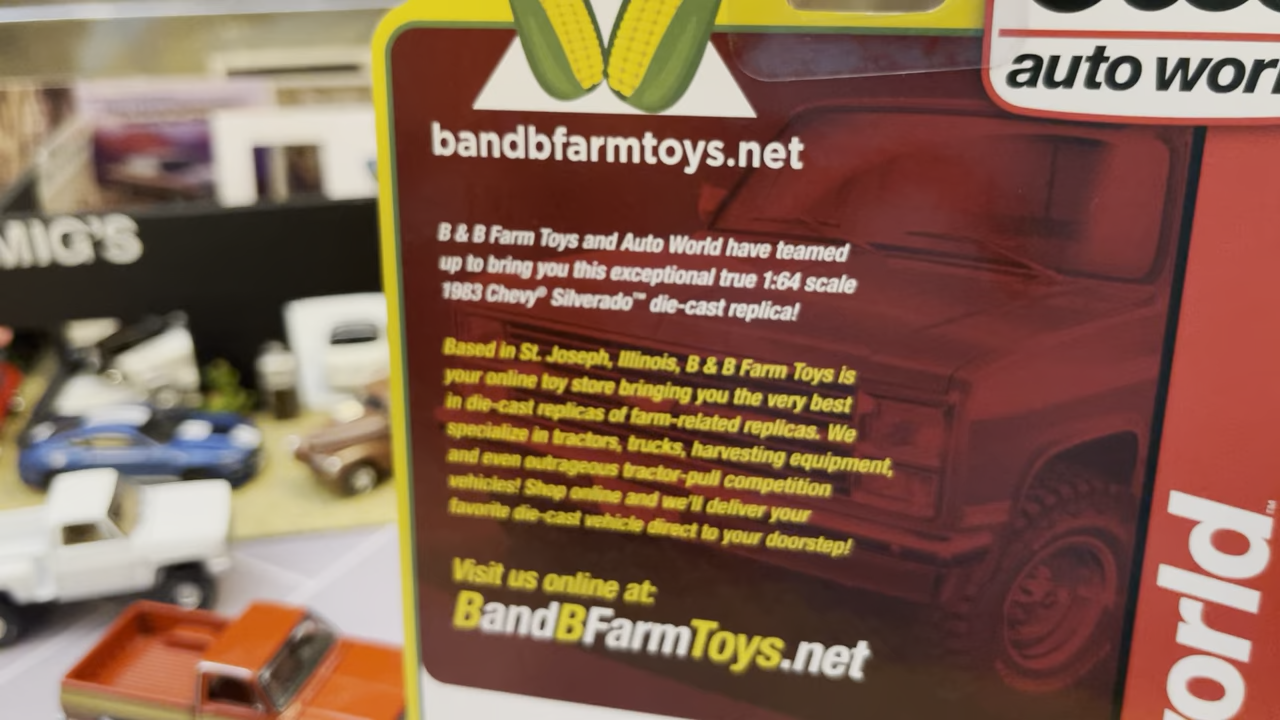 auto wor
bandbfarmtoys.net
MIG'S
B & B Farm Toys and Auto World have teamed
up to bring you this exceptional true 1:64 scale
1983 Chevy® Silverado™ die-cast replica!
Based in St. Joseph, Illinois, B & B Farm Toys is
your online toy store bringing you the very best
in die-cast replicas of farm-related replicas. We
specialize in tractors, trucks, harvesting equipment,
and even outrageous tractor-pull competition
vehicles! Shop online and we'll deliver your
favorite die-cast vehicle direct to your doorstep!
Visit us online at:
BandBFarmToys.net
world™